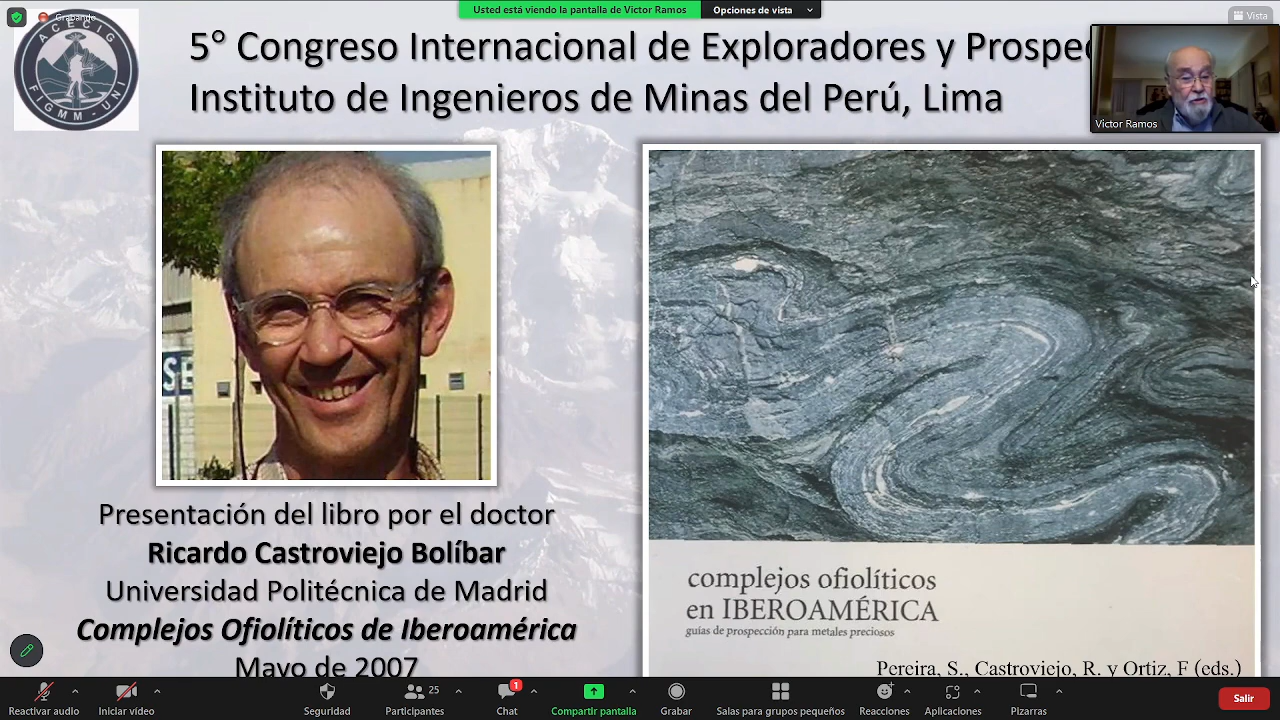 Usted está viendo la pantalla de Victor Ramos
Opciones de vista
Grabando
Vista
ACECIG
FIGMM - UNI
5° Congreso Internacional de Exploradores y Prospec
Instituto de Ingenieros de Minas del Perú, Lima
Victor Ramos
SE
Presentación del libro por el doctor
Ricardo Castroviejo Bolíbar
Universidad Politécnica de Madrid
Complejos Ofiolíticos de Iberoamérica
Mayo de 2007
complejos ofiolíticos
en IBEROAMÉRICA
guías de prospección para metales preciosos
Pereira, S., Castroviejo, R. y Ortiz, F (eds.)
Reactivar audio
Iniciar video
Seguridad
25
Participantes
1
Chat
Compartir pantalla
Grabar
Salas para grupos pequeños
Reacciones
Aplicaciones
Pizarras
Salir